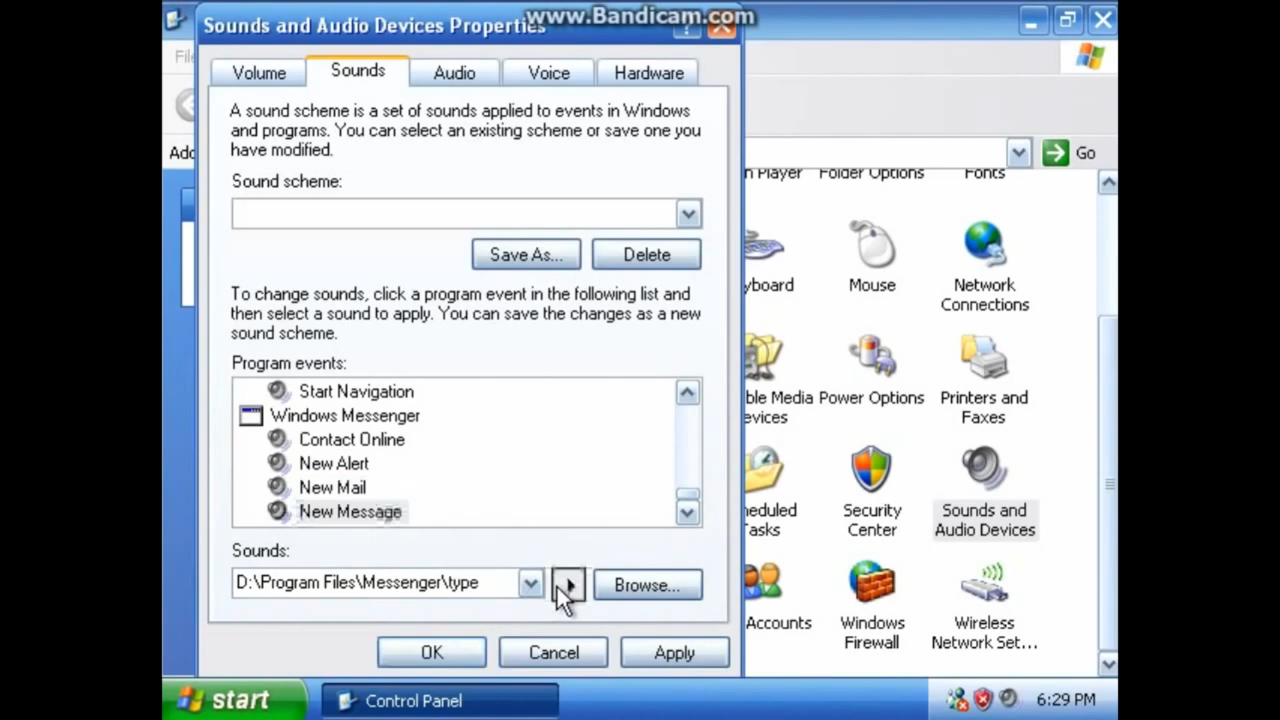 www.Bandicam.com
Sounds and Audio Devices Properties
File
Volume
Sounds
Audio
Voice
Hardware
A sound scheme is a set of sounds applied to events in Windows
and programs. You can select an existing scheme or save one you
have modified.
Sound scheme:
Save As...
Delete
To change sounds, click a program event in the following list and
then select a sound to apply. You can save the changes as a new
sound scheme.
Program events:
Start Navigation
Windows Messenger
Contact Online
New Alert
New Mail
New Message
Sounds:
D:\Program Files\Messenger\type
Browse...
OK
Cancel
Apply
Add
Go
n Player
Folder Options
Fonts
yboard
Mouse
Network
Connections
ble Media
evices
Power Options
Printers and
Faxes
heduled
Tasks
Security
Center
Sounds and
Audio Devices
Accounts
Windows
Firewall
Wireless
Network Set...
start
Control Panel
6:29 PM